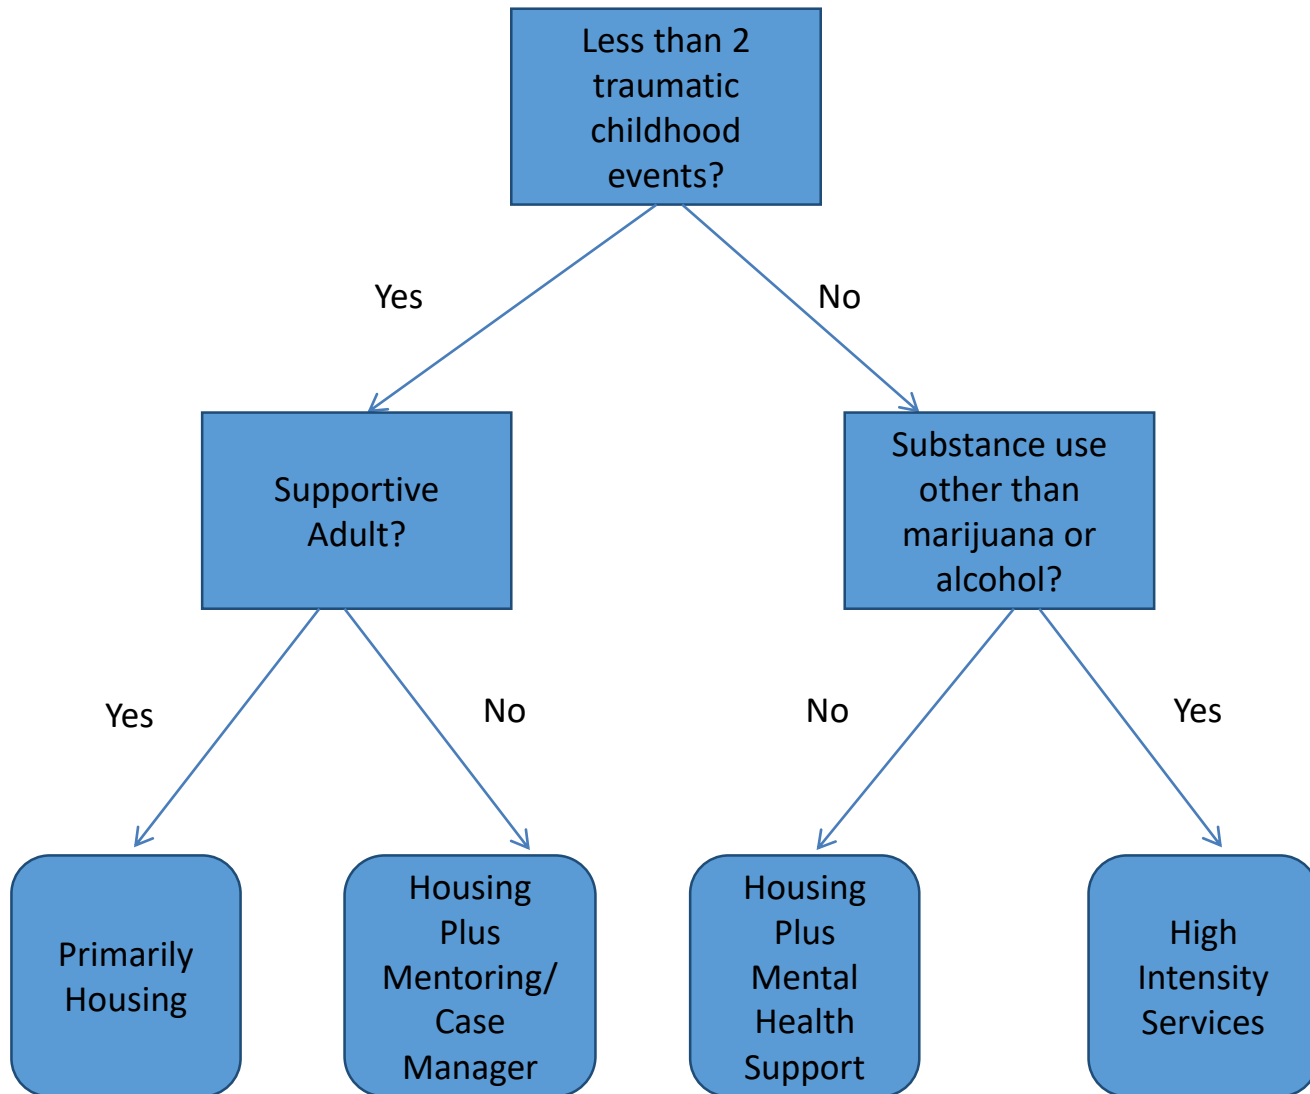 Less than 2
traumatic
childhood
events?
Yes
No
Supportive
Adult?
Substance use
other than
marijuana or
alcohol?
Yes
No
No
Yes
Primarily
Housing
Housing
Plus
Mentoring/
Case
Manager
Housing
Plus
Mental
Health
Support
High
Intensity
Services